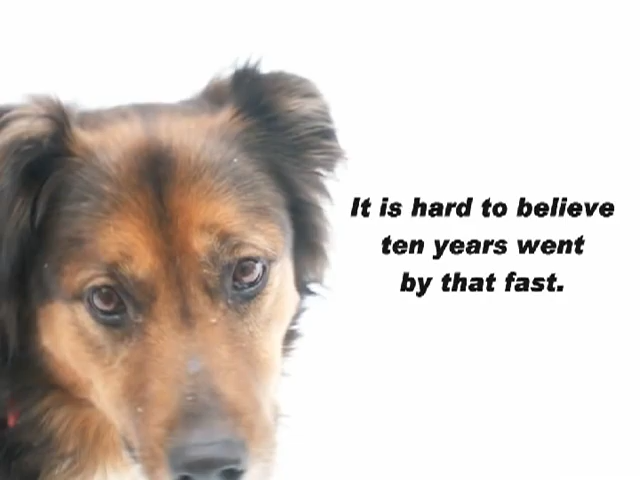 It is hard to believe
ten years went
by that fast.